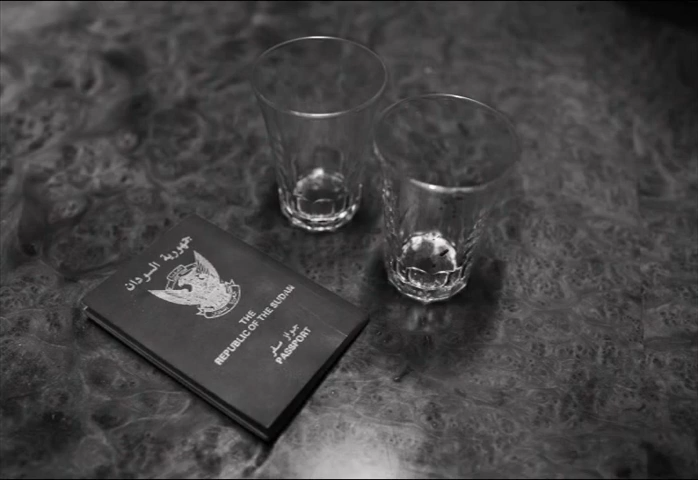 جمهورية السودان
THE
REPUBLIC OF THE SUDAN
جواز سفر
PASSPORT